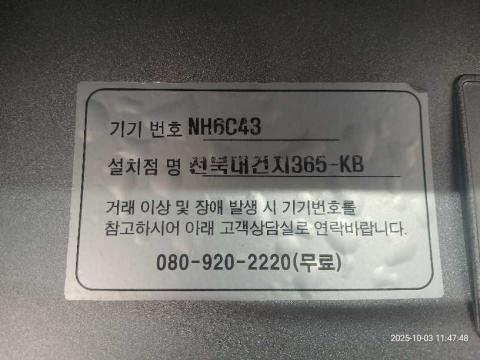 기기 번호 NH6C43
설치점 명 전북대건지365-KB
거래 이상 및 장애 발생 시 기기번호를
참고하시어 아래 고객상담실로 연락바랍니다.
080-920-2220(무료)
2025-10-03 11:47:48